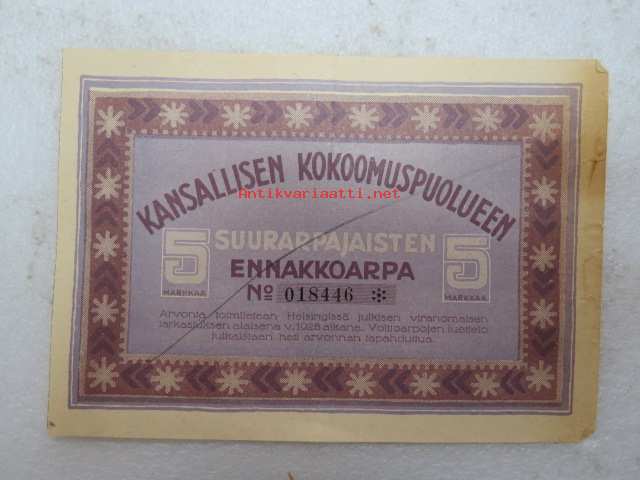 KANSALLISEN KOKOOMUSPUOLUEEN
Antikvariaatti.net
5 MARKKAA
SUURARPAJAISTEN
5 MARKKAA
ENNAKKOARPA
No 018446 ※
Arvonta toimitetaan Helsingissä julkisen viranomaisen
tarkastuksen alaisena v. 1928 aikana. Voittoarpojen luettelo
julkaistaan heti arvonnan tapahduttua.